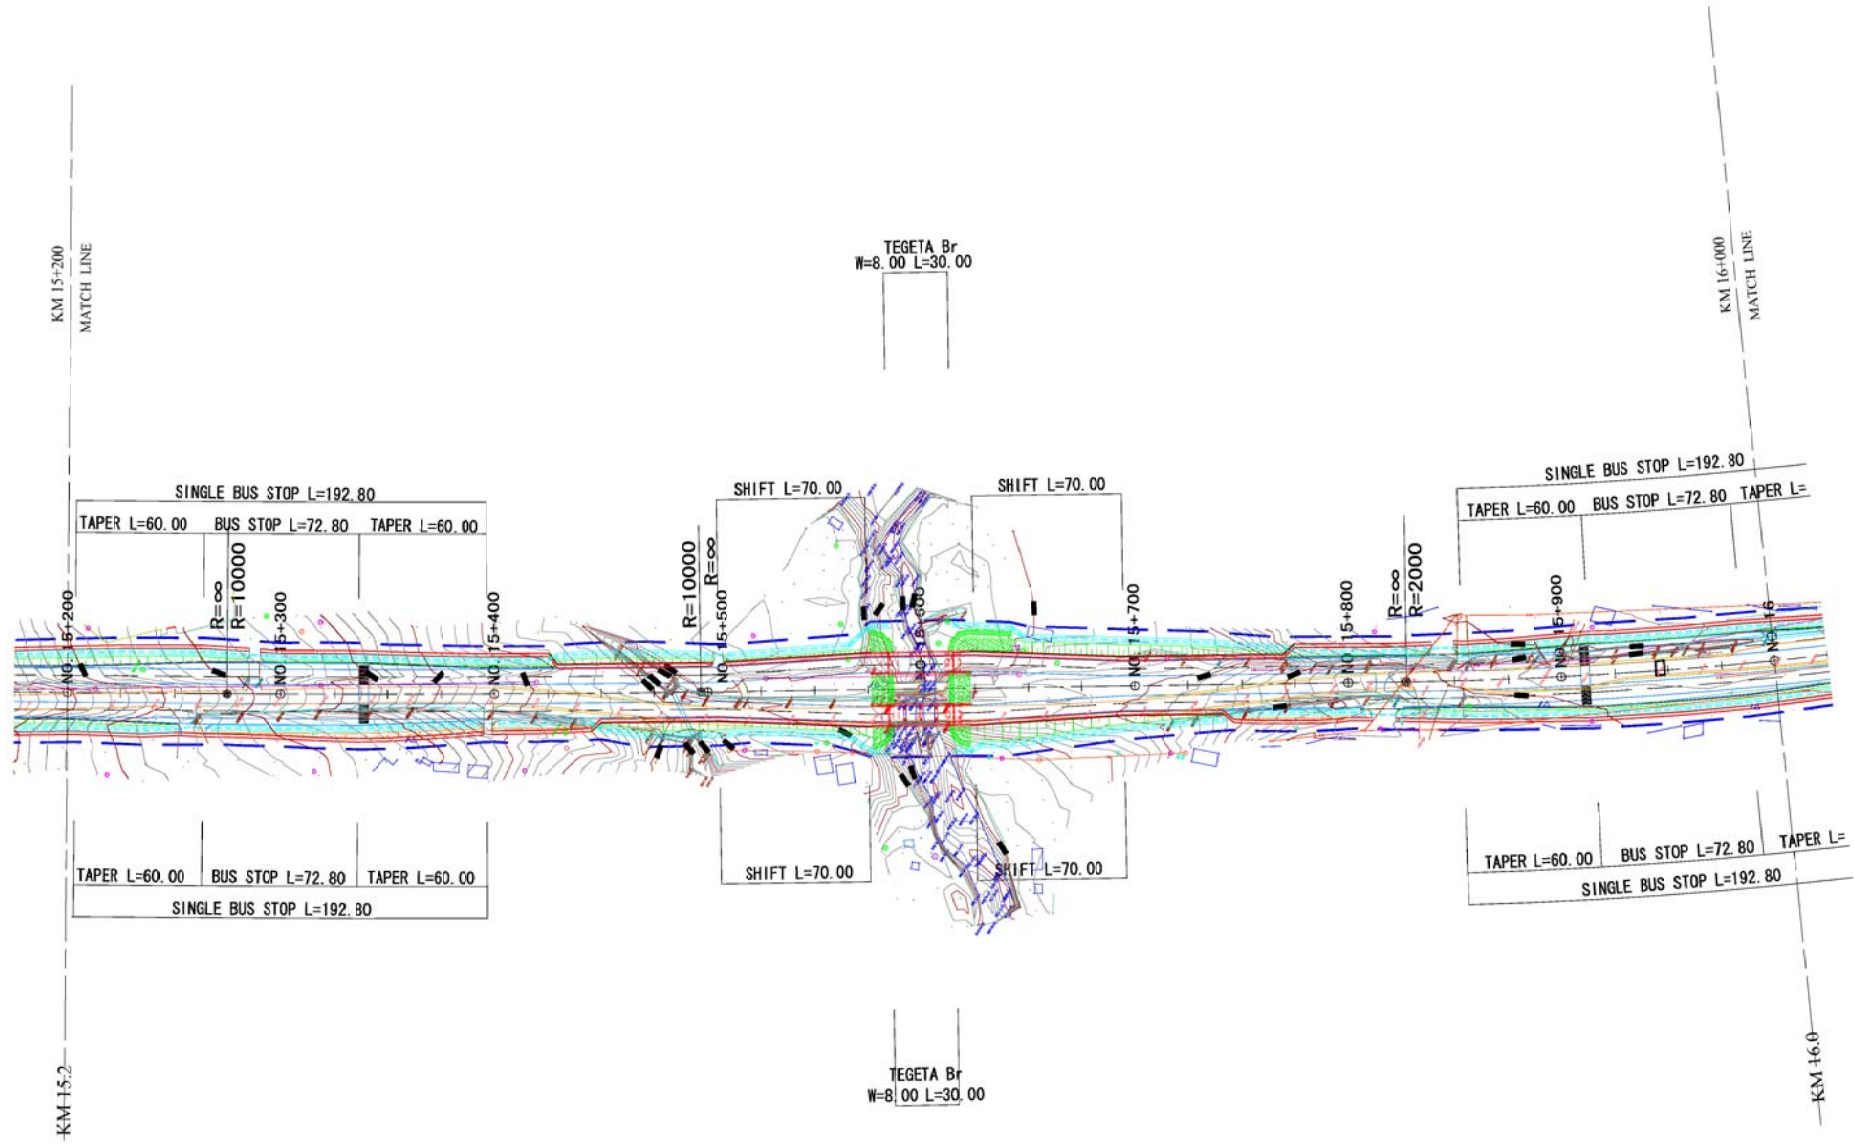 KM 15+200
MATCH LINE
TEGETA Br
W=8.00 L=30.00
KM 16+000
MATCH LINE
SINGLE BUS STOP L=192.80
TAPER L=60.00 BUS STOP L=72.80 TAPER L=60.00
SHIFT L=70.00
SHIFT L=70.00
SINGLE BUS STOP L=192.80
TAPER L=60.00 BUS STOP L=72.80 TAPER L=
R=∞
R=10000
R=10000
R=∞
R=∞
R=2000
NO 15+200
NO 15+300
NO 15+400
NO 15+500
NO 15+600
NO 15+700
NO 15+800
NO 15+900
NO 16
TAPER L=60.00 BUS STOP L=72.80 TAPER L=60.00
SINGLE BUS STOP L=192.80
SHIFT L=70.00
SHIFT L=70.00
TAPER L=60.00 BUS STOP L=72.80 TAPER L=
SINGLE BUS STOP L=192.80
TEGETA Br
W=8.00 L=30.00
KM 15.2
KM 16.0